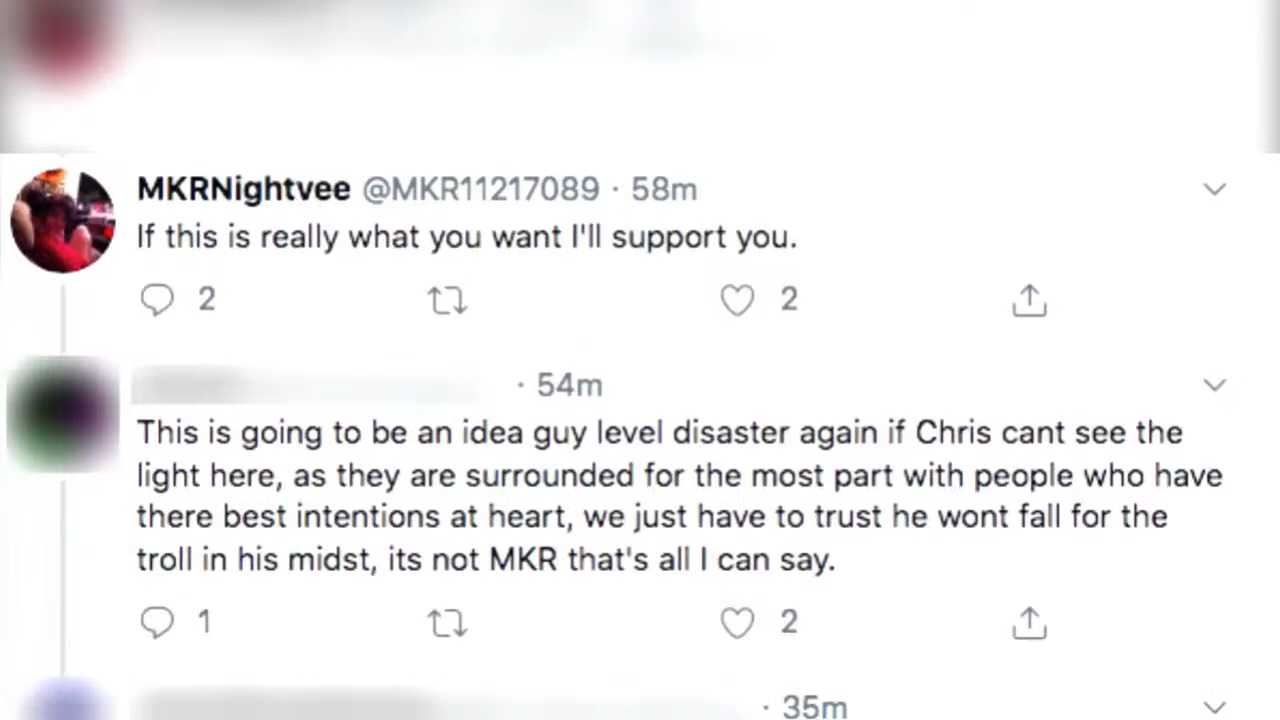 MKRNightvee @MKR11217089 · 58m
If this is really what you want I'll support you.
2 2
· 54m
This is going to be an idea guy level disaster again if Chris cant see the
light here, as they are surrounded for the most part with people who have
there best intentions at heart, we just have to trust he wont fall for the
troll in his midst, its not MKR that's all I can say.
1 2
· 35m